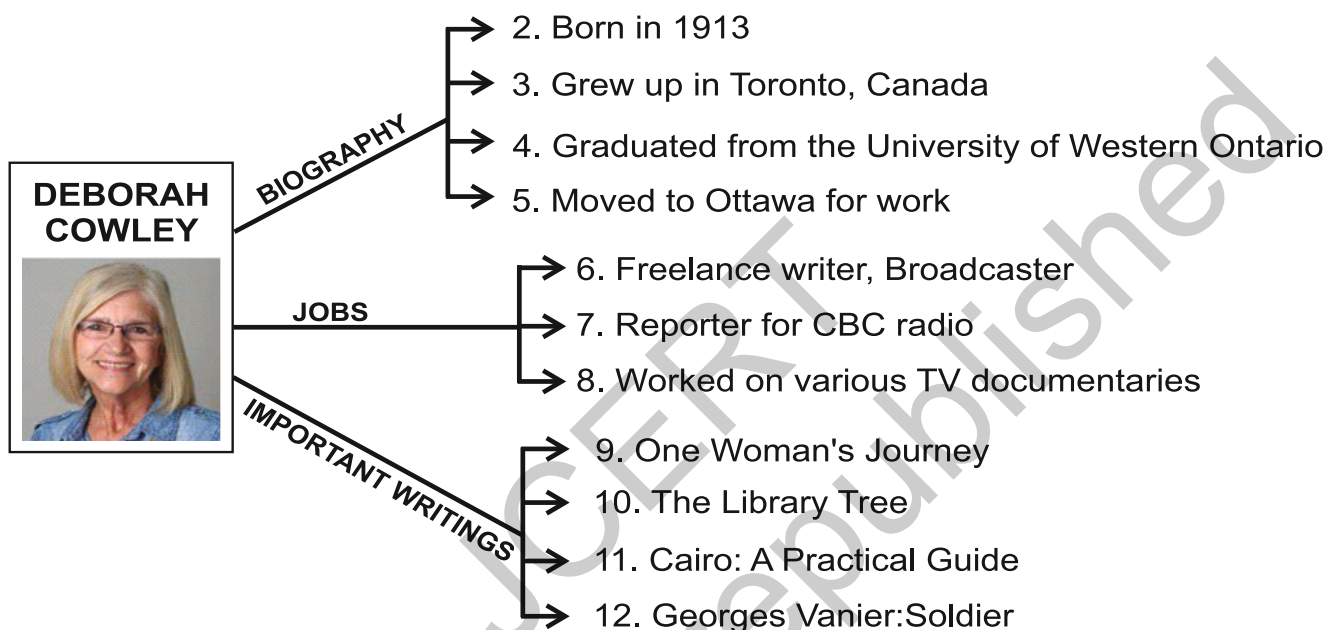 DEBORAH
COWLEY
BIOGRAPHY
2. Born in 1913
3. Grew up in Toronto, Canada
4. Graduated from the University of Western Ontario
5. Moved to Ottawa for work
JOBS
6. Freelance writer, Broadcaster
7. Reporter for CBC radio
8. Worked on various TV documentaries
IMPORTANT WRITINGS
9. One Woman's Journey
10. The Library Tree
11. Cairo: A Practical Guide
12. Georges Vanier:Soldier
JCERT
republished